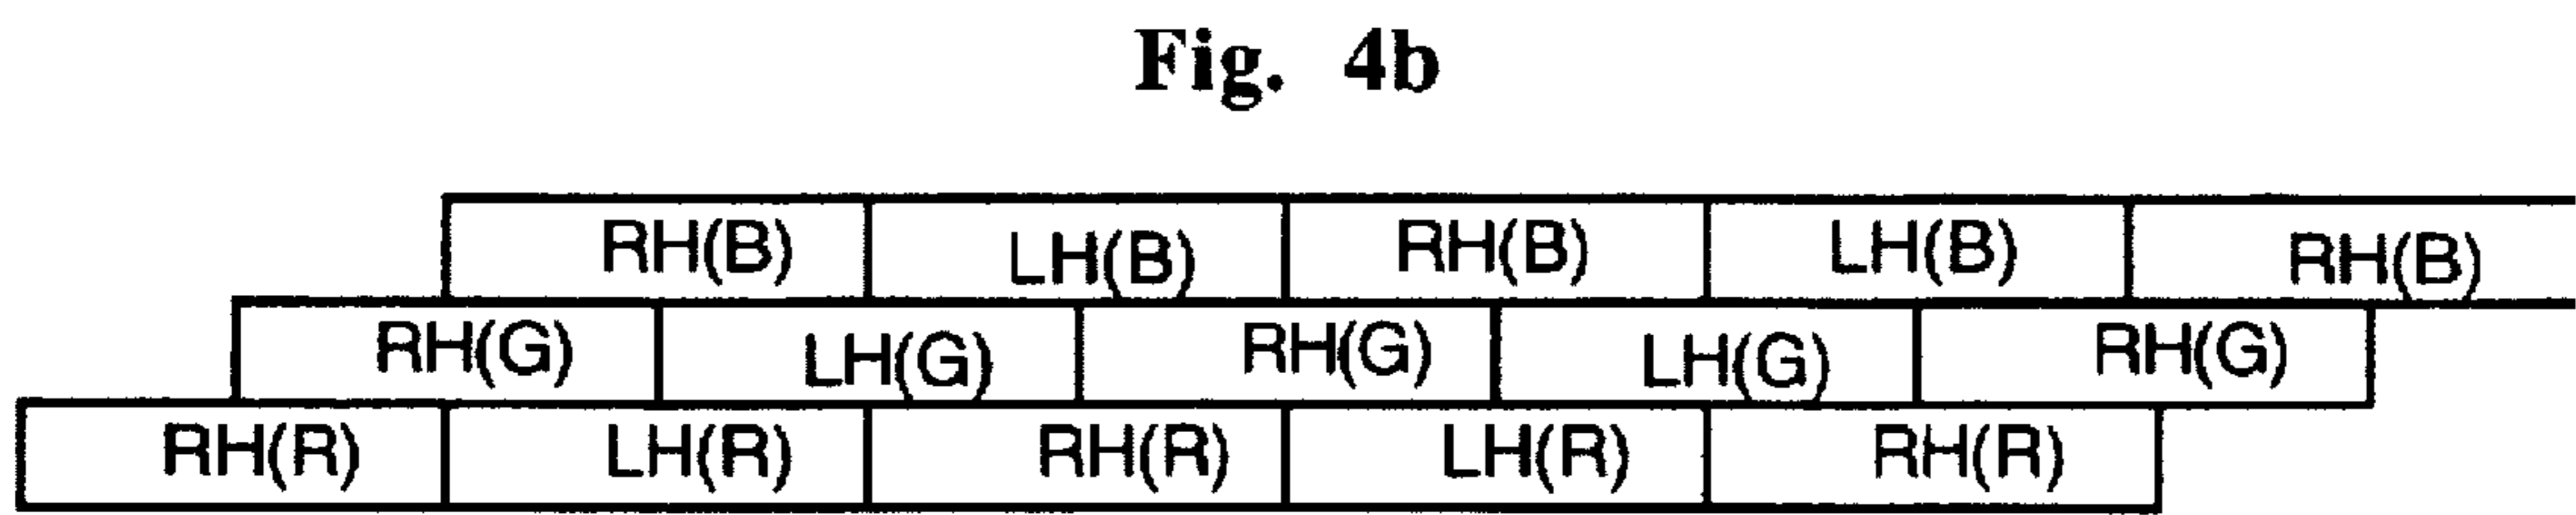 Fig. 4b
RH(B) LH(B) RH(B) LH(B) RH(B)
RH(G) LH(G) RH(G) LH(G) RH(G)
RH(R) LH(R) RH(R) LH(R) RH(R)